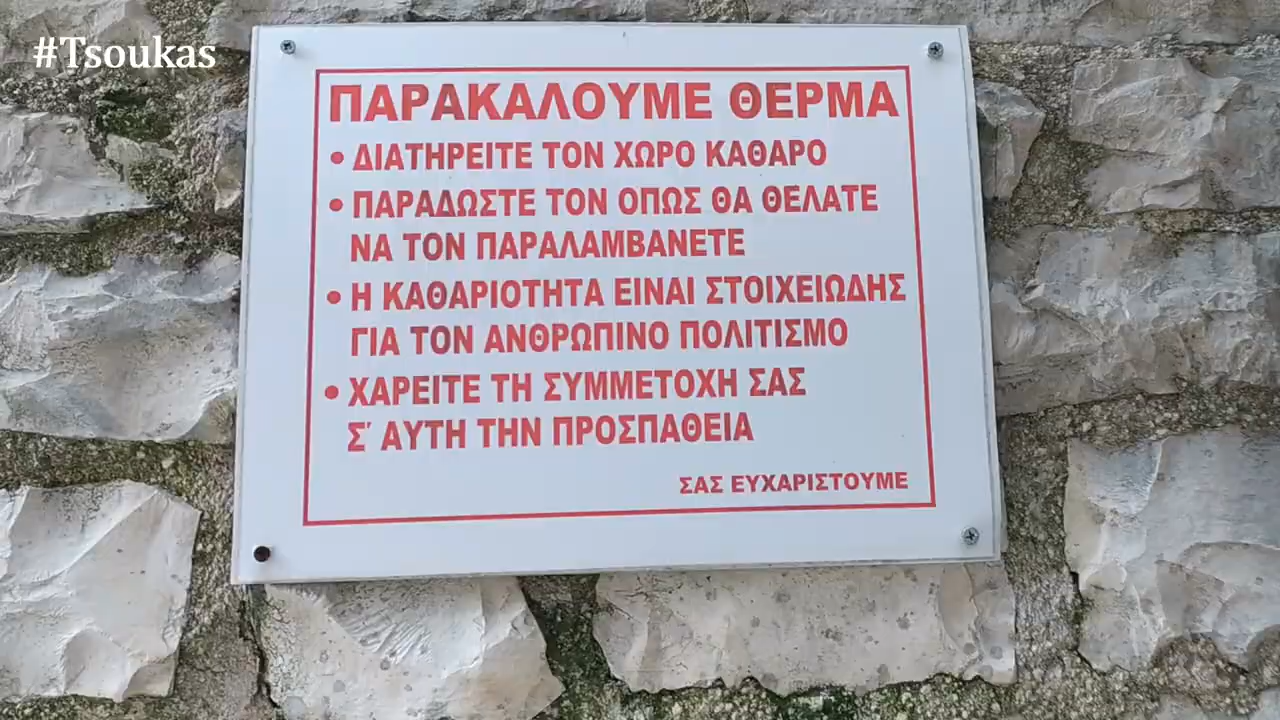 #Tsoukas
ΠΑΡΑΚΑΛΟΥΜΕ ΘΕΡΜΑ
• ΔΙΑΤΗΡΕΙΤΕ ΤΟΝ ΧΩΡΟ ΚΑΘΑΡΟ
• ΠΑΡΑΔΩΣΤΕ ΤΟΝ ΟΠΩΣ ΘΑ ΘΕΛΑΤΕ
ΝΑ ΤΟΝ ΠΑΡΑΛΑΜΒΑΝΕΤΕ
• Η ΚΑΘΑΡΙΟΤΗΤΑ ΕΙΝΑΙ ΣΤΟΙΧΕΙΩΔΗΣ
ΓΙΑ ΤΟΝ ΑΝΘΡΩΠΙΝΟ ΠΟΛΙΤΙΣΜΟ
• ΧΑΡΕΙΤΕ ΤΗ ΣΥΜΜΕΤΟΧΗ ΣΑΣ
Σ΄ ΑΥΤΗ ΤΗΝ ΠΡΟΣΠΑΘΕΙΑ
ΣΑΣ ΕΥΧΑΡΙΣΤΟΥΜΕ